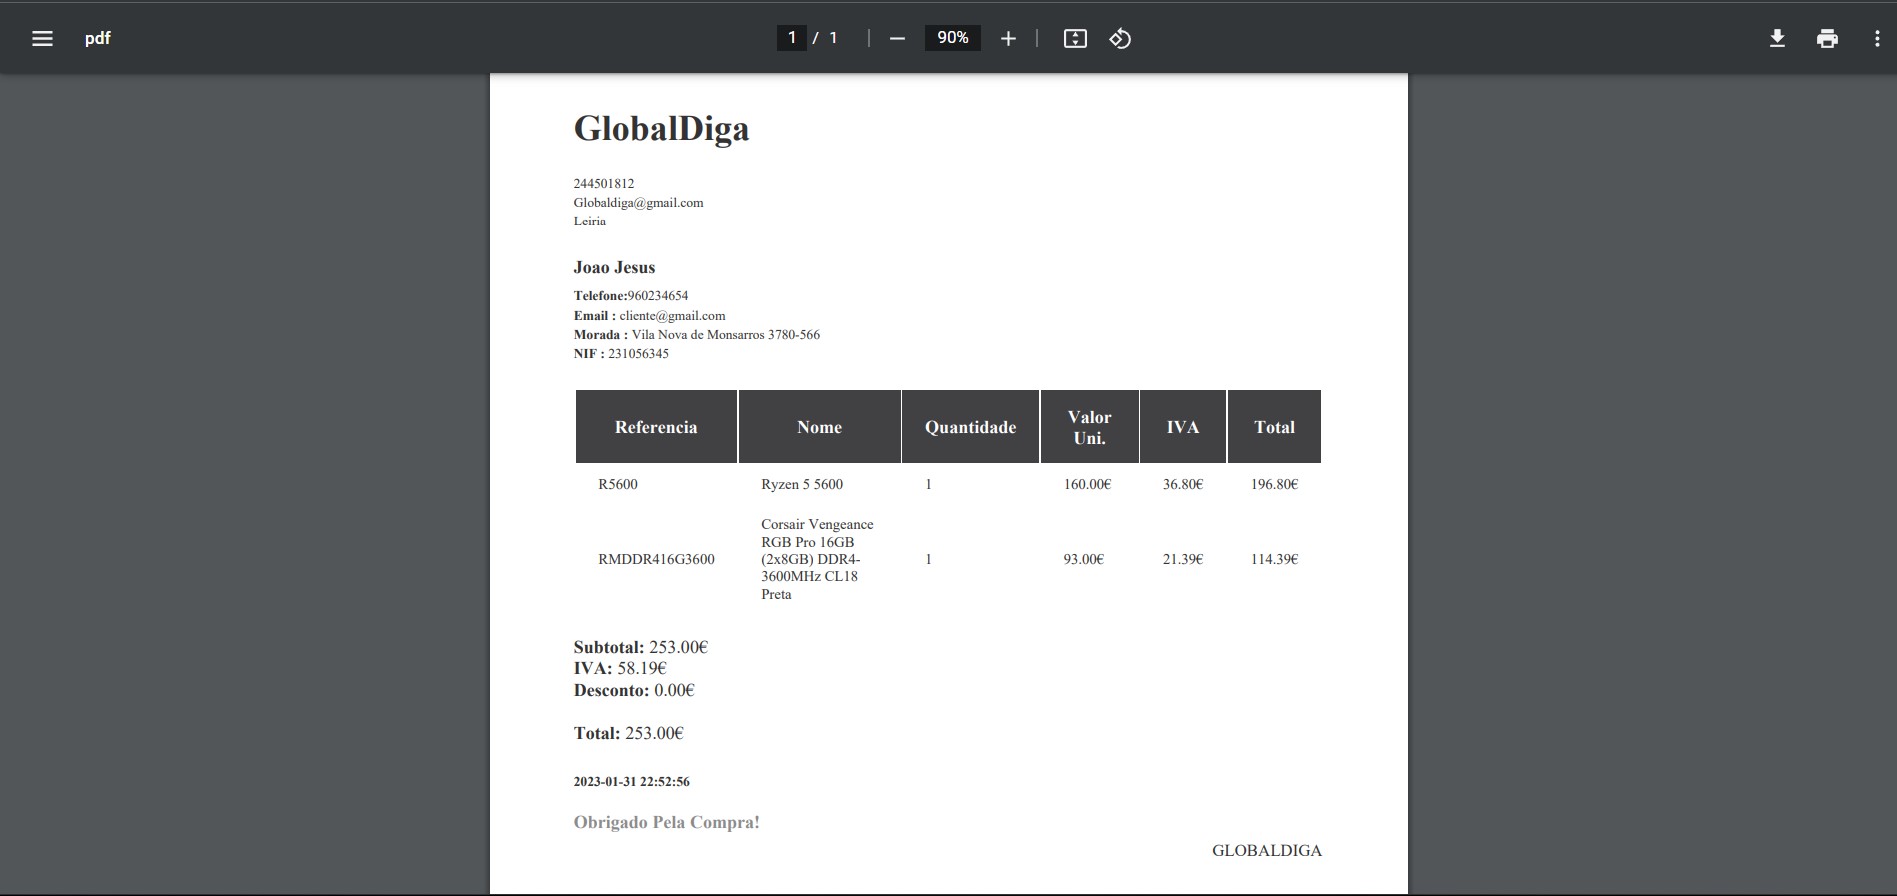 pdf
1 / 1
90%
GlobalDiga
244501812
Globaldiga@gmail.com
Leiria
Joao Jesus
Telefone:960234654
Email : cliente@gmail.com
Morada : Vila Nova de Monsarros 3780-566
NIF : 231056345
Referencia Nome Quantidade Valor Uni. IVA Total
R5600 Ryzen 5 5600 1 160.00€ 36.80€ 196.80€
Corsair Vengeance
RGB Pro 16GB
RMDDR416G3600 (2x8GB) DDR4- 1 93.00€ 21.39€ 114.39€
3600MHz CL18
Preta
Subtotal: 253.00€
IVA: 58.19€
Desconto: 0.00€
Total: 253.00€
2023-01-31 22:52:56
Obrigado Pela Compra!
GLOBALDIGA